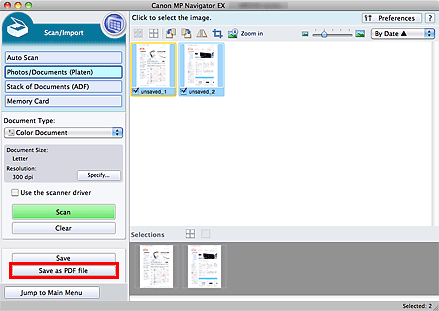 Canon MP Navigator EX
Scan/Import
Click to select the image.
Preferences
Zoom in
By Date
Auto Scan
Photos/Documents (Platen)
Stack of Documents (ADF)
Memory Card
Document Type:
Color Document
Document Size:
Letter
Resolution:
300 dpi
Specify...
Use the scanner driver
Scan
Clear
Save
Save as PDF file
Jump to Main Menu
unsaved_1
unsaved_2
Selections
Selected: 2